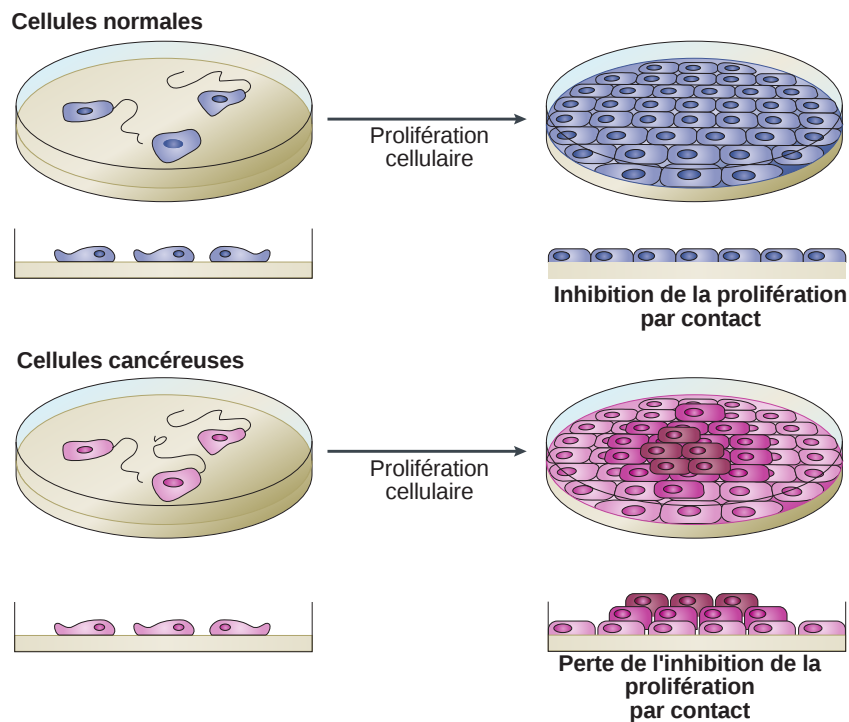 Cellules normales
Prolifération
cellulaire
Inhibition de la prolifération
par contact
Cellules cancéreuses
Prolifération
cellulaire
Perte de l'inhibition de la
prolifération
par contact